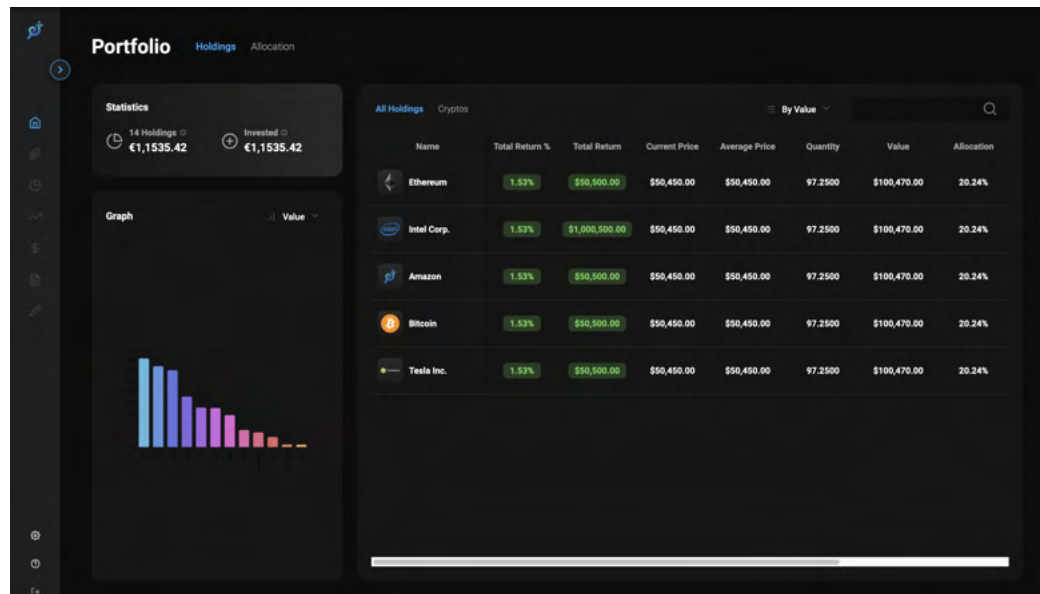 Portfolio Holdings Allocation
Statistics
14 Holdings
€1,1535.42
Invested
€1,1535.42
Graph
Value
All Holdings Cryptos
By Value
Name Total Return % Total Return Current Price Average Price Quantity Value Allocation
Ethereum 1.53% $50,500.00 $50,450.00 $50,450.00 97.2500 $100,470.00 20.24%
intel Intel Corp. 1.53% $1,000,500.00 $50,450.00 $50,450.00 97.2500 $100,470.00 20.24%
Amazon 1.53% $50,500.00 $50,450.00 $50,450.00 97.2500 $100,470.00 20.24%
Bitcoin 1.53% $50,500.00 $50,450.00 $50,450.00 97.2500 $100,470.00 20.24%
Tesla Inc. 1.53% $50,500.00 $50,450.00 $50,450.00 97.2500 $100,470.00 20.24%